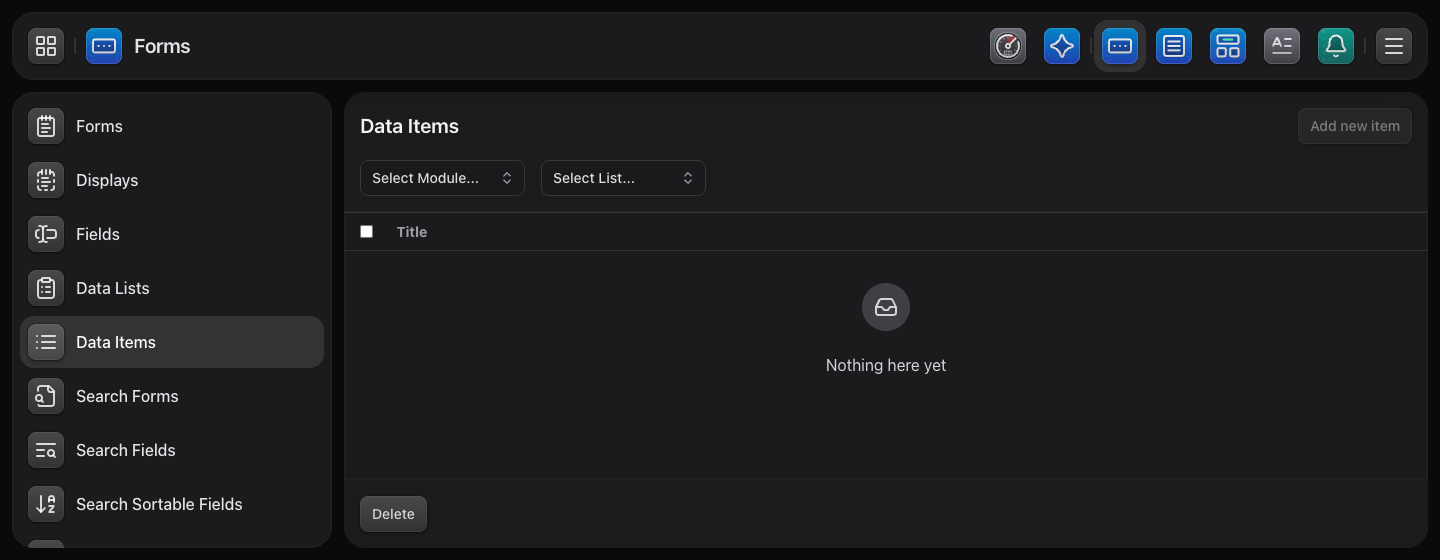 Forms
Forms
Displays
Fields
Data Lists
Data Items
Search Forms
Search Fields
Search Sortable Fields
Data Items
Add new item
Select Module...
Select List...
Title
Nothing here yet
Delete